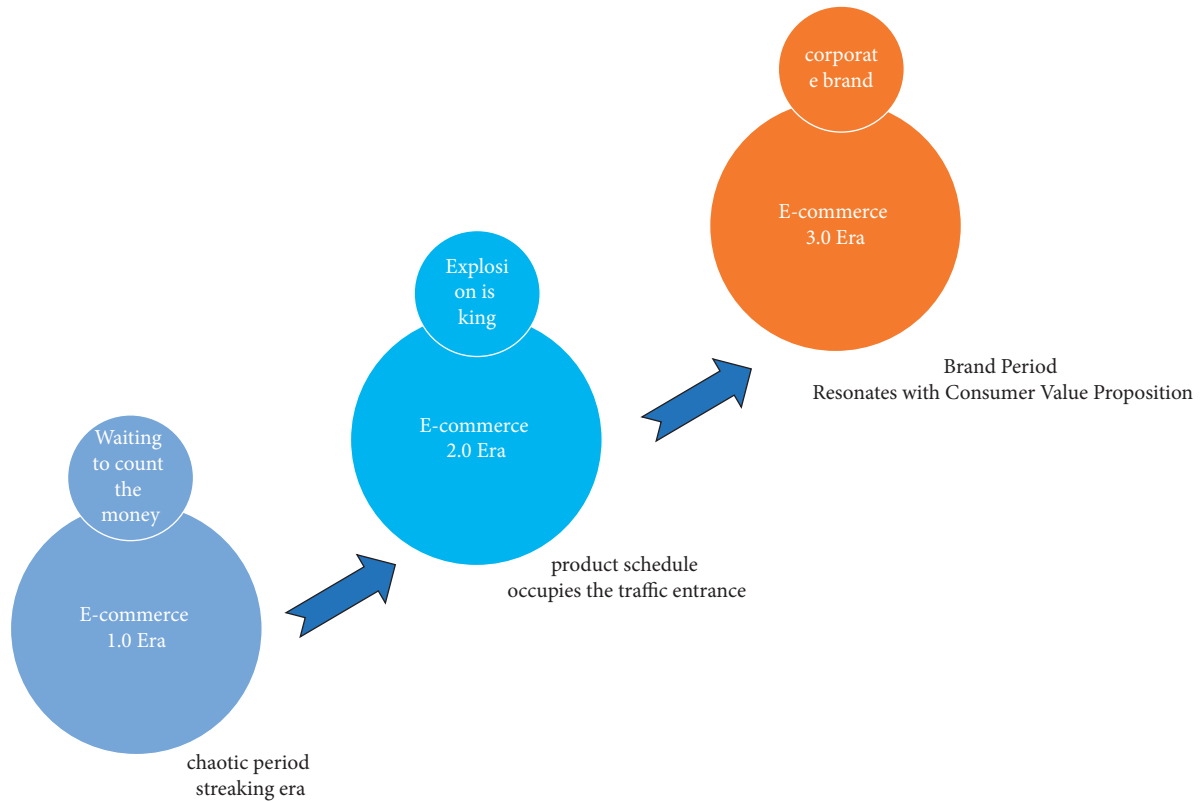 Waiting
to count
the
money
E-commerce
1.0 Era
chaotic period
streaking era
Explosi
on is
king
E-commerce
2.0 Era
product schedule
occupies the traffic entrance
corporat
e brand
E-commerce
3.0 Era
Brand Period
Resonates with Consumer Value Proposition